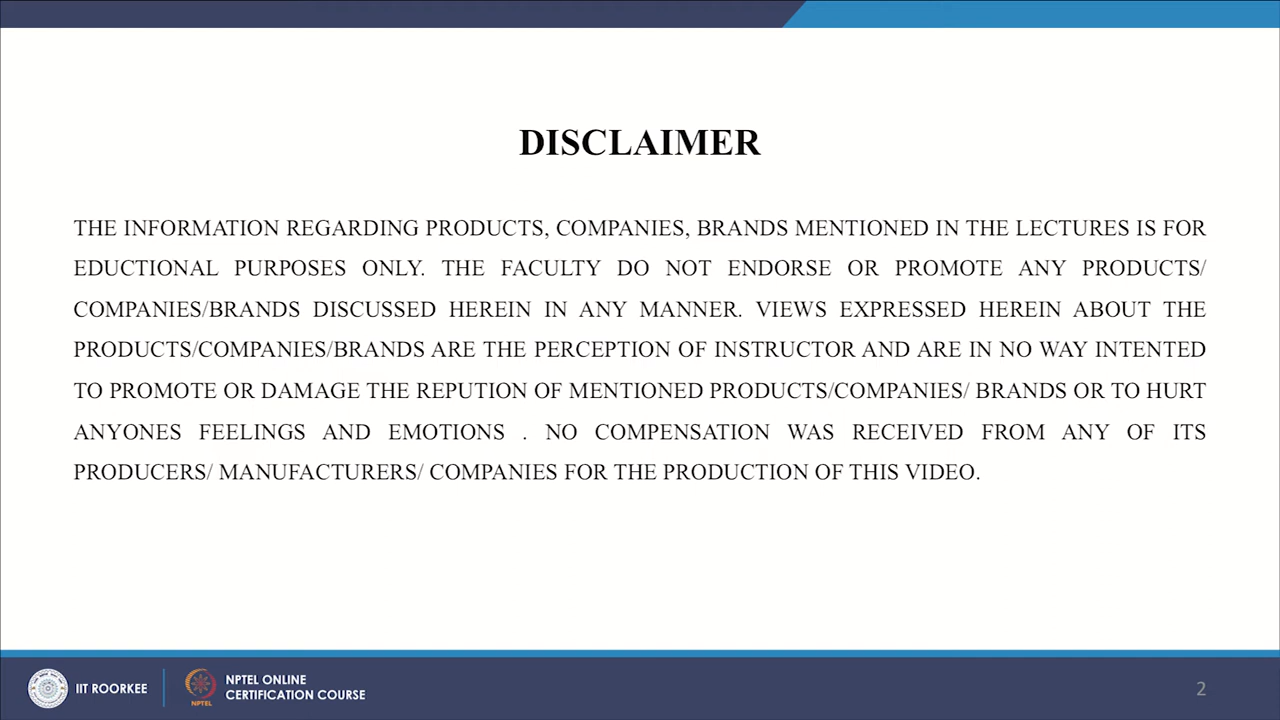 DISCLAIMER
THE INFORMATION REGARDING PRODUCTS, COMPANIES, BRANDS MENTIONED IN THE LECTURES IS FOR
EDUCTIONAL PURPOSES ONLY. THE FACULTY DO NOT ENDORSE OR PROMOTE ANY PRODUCTS/
COMPANIES/BRANDS DISCUSSED HEREIN IN ANY MANNER. VIEWS EXPRESSED HEREIN ABOUT THE
PRODUCTS/COMPANIES/BRANDS ARE THE PERCEPTION OF INSTRUCTOR AND ARE IN NO WAY INTENTED
TO PROMOTE OR DAMAGE THE REPUTION OF MENTIONED PRODUCTS/COMPANIES/ BRANDS OR TO HURT
ANYONES FEELINGS AND EMOTIONS . NO COMPENSATION WAS RECEIVED FROM ANY OF ITS
PRODUCERS/ MANUFACTURERS/ COMPANIES FOR THE PRODUCTION OF THIS VIDEO.
IIT ROORKEE
NPTEL
NPTEL ONLINE
CERTIFICATION COURSE
2